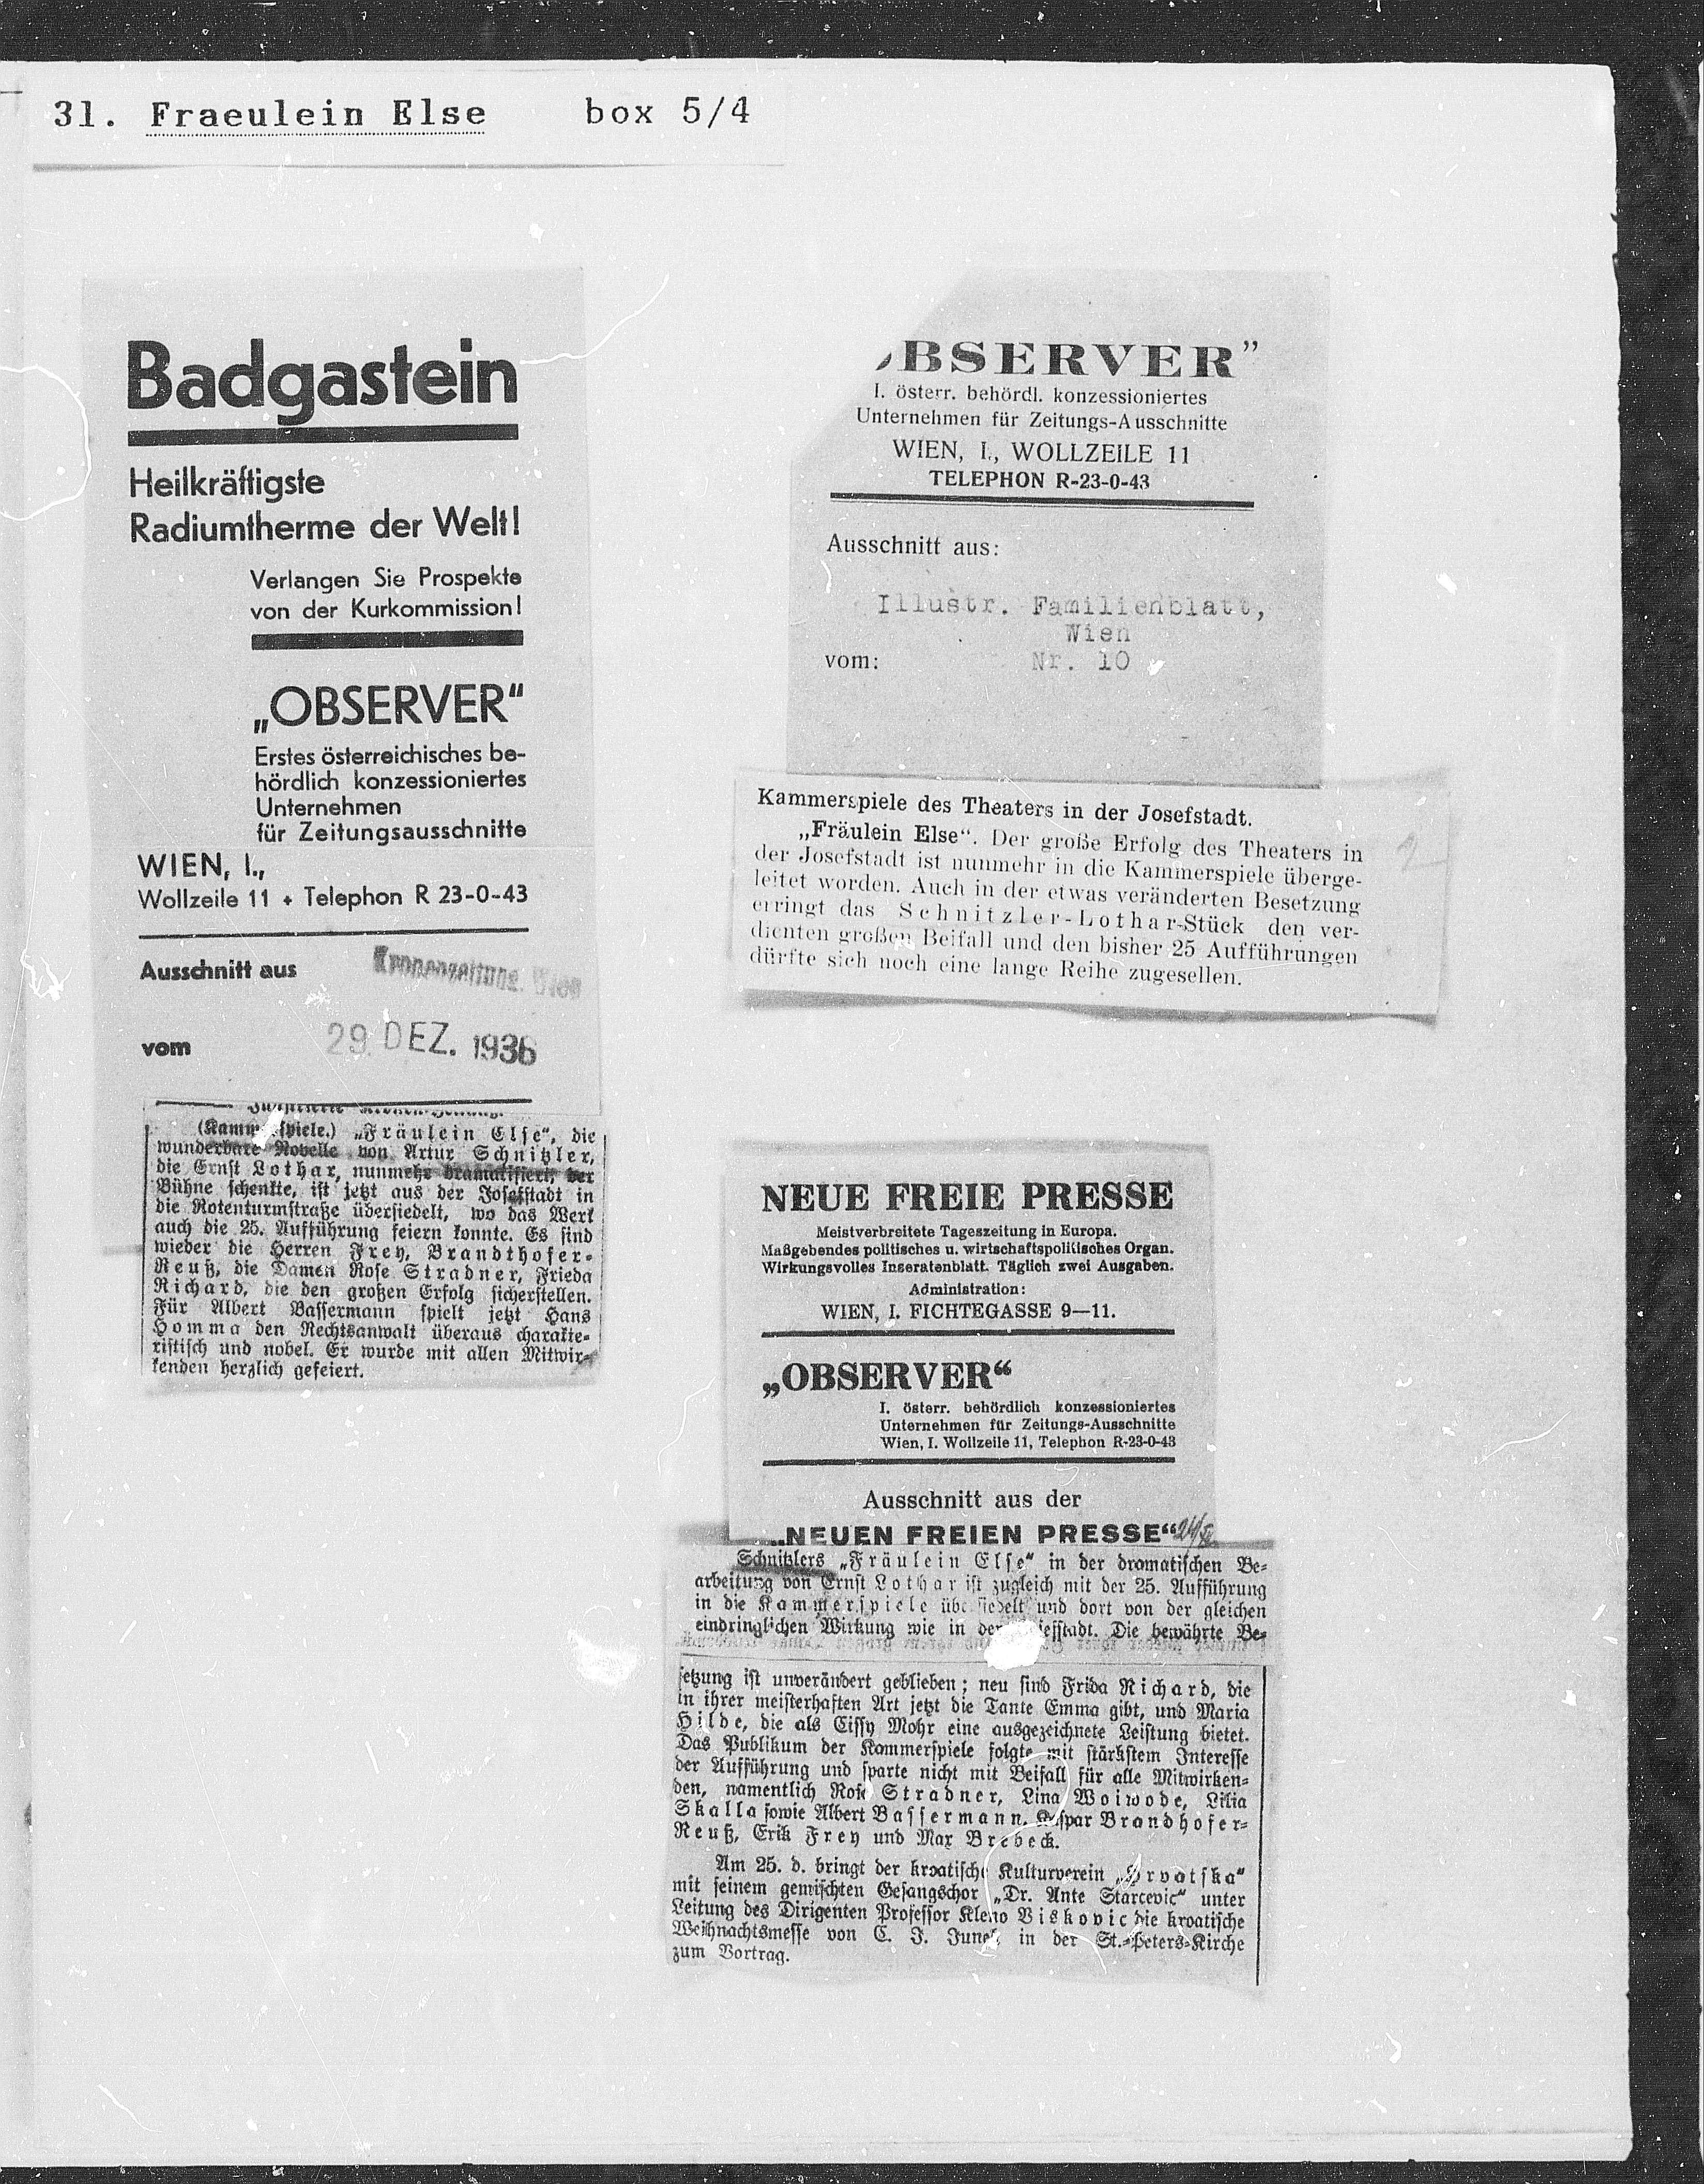 31. Fraeulein Else box 5/4
Badgastein
Heilkräftigste
Radiumtherme der Welt!
Verlangen Sie Prospekte
von der Kurkommission!
„OBSERVER“
Erstes österreichisches be-
hördlich konzessioniertes
Unternehmen
für Zeitungsausschnitte
WIEN, I.,
Wollzeile 11 • Telephon R 23-0-43
Ausschnitt aus Kronenzeitung, Wien
vom 29. DEZ. 1936
(Kammerspiele.) „Fräulein Else“, die
wunderbare Novelle von Artur Schnitzler,
die Ernst Lothar, nunmehr dramatisiert, der
Bühne schenkte, ist jetzt aus der Josefstadt in
die Rotenturmstraße übersiedelt, wo das Werk
auch die 25. Aufführung feiern konnte. Es sind
wieder die Herren Frey, Brandthofer-
Reuß, die Damen Rose Stradner, Frieda
Richard, die den großen Erfolg sicherstellen.
Für Albert Bassermann spielt jetzt Hans
Homma den Rechtsanwalt überaus charakte-
ristisch und nobel. Er wurde mit allen Mitwir-
kenden herzlich gefeiert.
BSERVER”
I. österr. behördl. konzessioniertes
Unternehmen für Zeitungs-Ausschnitte
WIEN, I., WOLLZEILE 11
TELEPHON R-23-0-43
Ausschnitt aus:
Illustr. Familienblatt,
Wien
vom: Nr. 10
Kammerspiele des Theaters in der Josefstadt.
„Fräulein Else“. Der große Erfolg des Theaters in
der Josefstadt ist nunmehr in die Kammerspiele überge-
leitet worden. Auch in der etwas veränderten Besetzung
erringt das Schnitzler-Lothar-Stück den ver-
dienten großen Beifall und den bisher 25 Aufführungen
dürfte sich noch eine lange Reihe zugesellen.
2
NEUE FREIE PRESSE
Meistverbreitete Tageszeitung in Europa.
Maßgebendes politisches u. wirtschaftspolitisches Organ.
Wirkungsvolles Inseratenblatt. Täglich zwei Ausgaben.
Administration:
WIEN, I. FICHTEGASSE 9—11.
„OBSERVER“
I. österr. behördlich konzessioniertes
Unternehmen für Zeitungs-Ausschnitte
Wien, I. Wollzeile 11, Telephon R-23-0-43
Ausschnitt aus der
„NEUEN FREIEN PRESSE“
Schnitzlers „Fräulein Else“ in der dramatischen Be-
arbeitung von Ernst Lothar ist zugleich mit der 25. Aufführung
in die Kammerspiele übersiedelt und dort von der gleichen
eindringlichen Wirkung wie in der Josefstadt. Die bewährte Be-
setzung ist unverändert geblieben; neu sind Frida Richard, die
in ihrer meisterhaften Art jetzt die Tante Emma gibt, und Maria
Hilde, die als Cissy Mohr eine ausgezeichnete Leistung bietet.
Das Publikum der Kammerspiele folgte mit stärkstem Interesse
der Aufführung und sparte nicht mit Beifall für alle Mitwirken-
den, namentlich Rose Stradner, Lina Woiwode, Lilia
Skalla sowie Albert Bassermann, Kaspar Brandhofer-
Reuß, Erik Frey und Max Brebeck.
Am 25. d. bringt der kroatische Kulturverein „Hrvatska“
mit seinem gemischten Gesangschor „Dr. Ante Starcevic“ unter
Leitung des Dirigenten Professor Kleno Viskovic die kroatische
Weihnachtsmesse von C. J. Junek in der St.-Peters-Kirche
zum Vortrag.